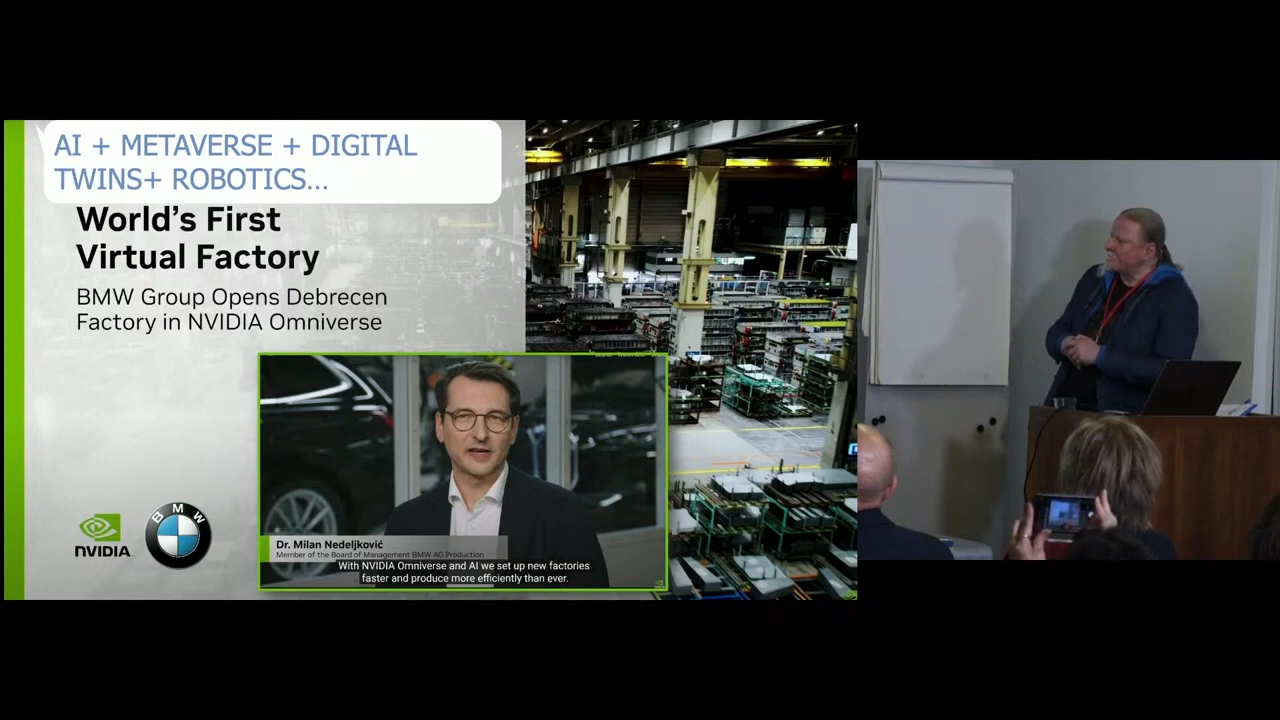 AI + METAVERSE + DIGITAL
TWINS+ ROBOTICS...
World's First
Virtual Factory
BMW Group Opens Debrecen
Factory in NVIDIA Omniverse
NVIDIA
BMW
Dr. Milan Nedeljković
Member of the Board of Management BMW AG Production
With NVIDIA Omniverse and AI we set up new factories
faster and produce more efficiently than ever.